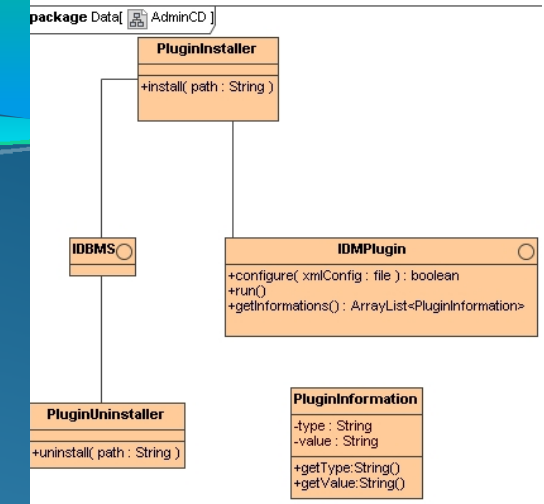 package Data[ AdminCD ]
PluginInstaller
+install( path : String )
IDBMS
IDMPlugin
+configure( xmlConfig : file ) : boolean
+run()
+getInformations() : ArrayList<PluginInformation>
PluginUninstaller
+uninstall( path : String )
PluginInformation
-type : String
-value : String
+getType:String()
+getValue:String()